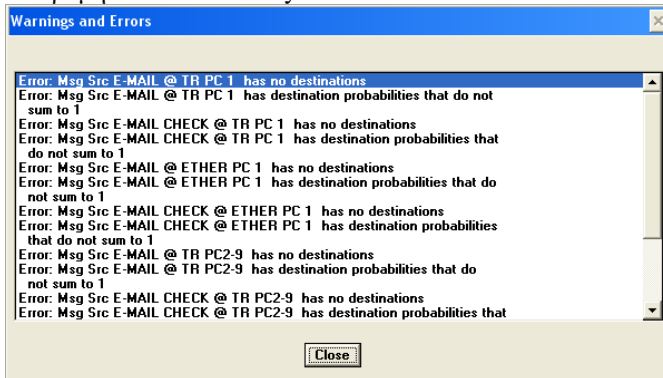 Warnings and Errors
Error: Msg Src E-MAIL @ TR PC 1 has no destinations
Error: Msg Src E-MAIL @ TR PC 1 has destination probabilities that do not
sum to 1
Error: Msg Src E-MAIL CHECK @ TR PC 1 has no destinations
Error: Msg Src E-MAIL CHECK @ TR PC 1 has destination probabilities that
do not sum to 1
Error: Msg Src E-MAIL @ ETHER PC 1 has no destinations
Error: Msg Src E-MAIL @ ETHER PC 1 has destination probabilities that do
not sum to 1
Error: Msg Src E-MAIL CHECK @ ETHER PC 1 has no destinations
Error: Msg Src E-MAIL CHECK @ ETHER PC 1 has destination probabilities
that do not sum to 1
Error: Msg Src E-MAIL @ TR PC2-9 has no destinations
Error: Msg Src E-MAIL @ TR PC2-9 has destination probabilities that do
not sum to 1
Error: Msg Src E-MAIL CHECK @ TR PC2-9 has no destinations
Error: Msg Src E-MAIL CHECK @ TR PC2-9 has destination probabilities that
Close